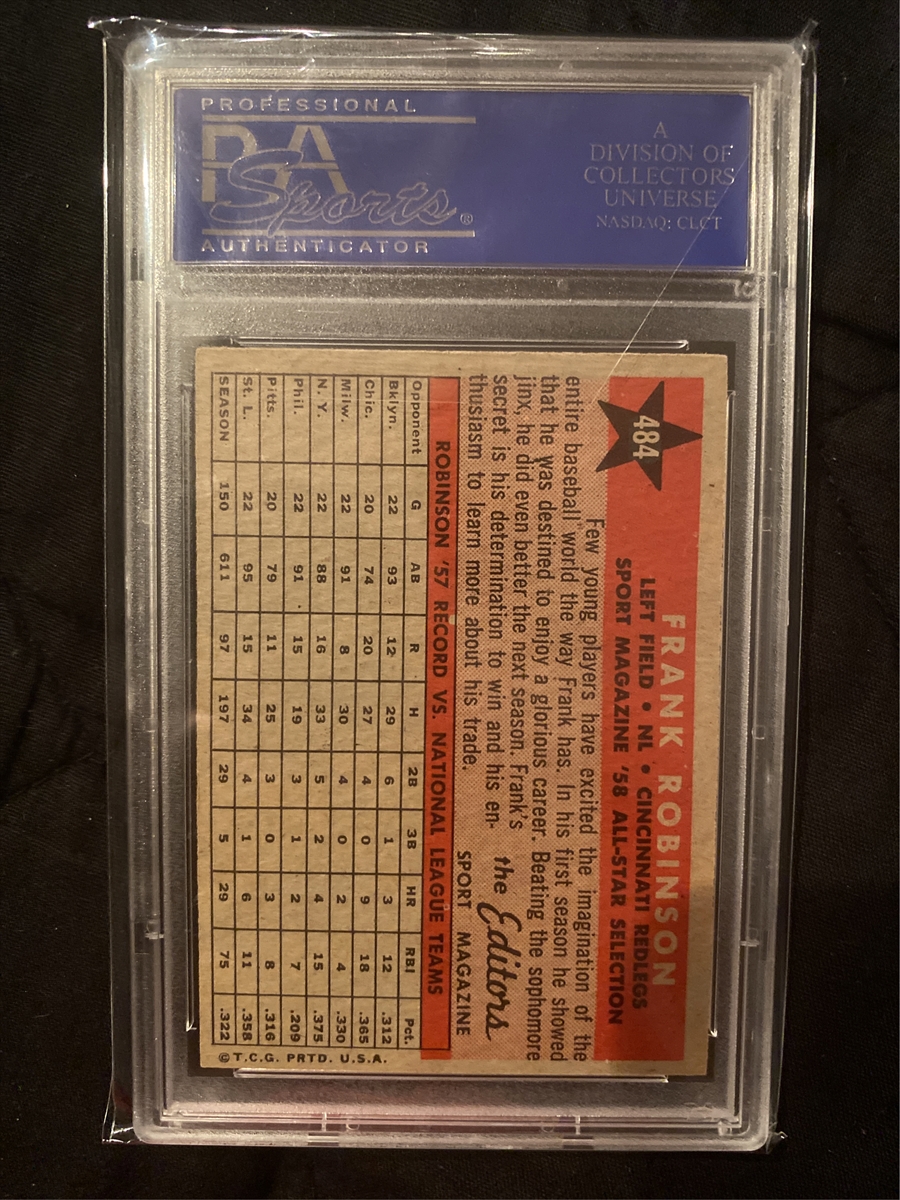 PROFESSIONAL
PSA
Sports®
AUTHENTICATOR
A
DIVISION OF
COLLECTORS
UNIVERSE
NASDAQ: CLCT
484
FRANK ROBINSON
LEFT FIELD • NL • CINCINNATI REDLEGS
SPORT MAGAZINE '58 ALL-STAR SELECTION
Few young players have excited the imagination of the
entire baseball world the way Frank has. In his first season he showed
that he was destined to enjoy a glorious career. Beating the sophomore
jinx, he did even better the next season. Frank's
secret is his determination to win and his en-
thusiasm to learn more about his trade.
the Editors
SPORT MAGAZINE
ROBINSON '57 RECORD VS. NATIONAL LEAGUE TEAMS
Opponent G AB R H 2B 3B HR RBI Pct.
Bklyn. 22 93 12 29 6 1 3 12 .312
Chic. 20 74 20 27 4 0 9 18 .365
Milw. 22 91 8 30 4 0 2 4 .330
N. Y. 22 88 16 33 5 2 4 15 .375
Phil. 22 91 15 19 3 1 2 7 .209
Pitts. 20 79 11 25 3 0 3 8 .316
St. L. 22 95 15 34 4 1 6 11 .358
SEASON 150 611 97 197 29 5 29 75 .322
©T.C.G. PRTD. U.S.A.